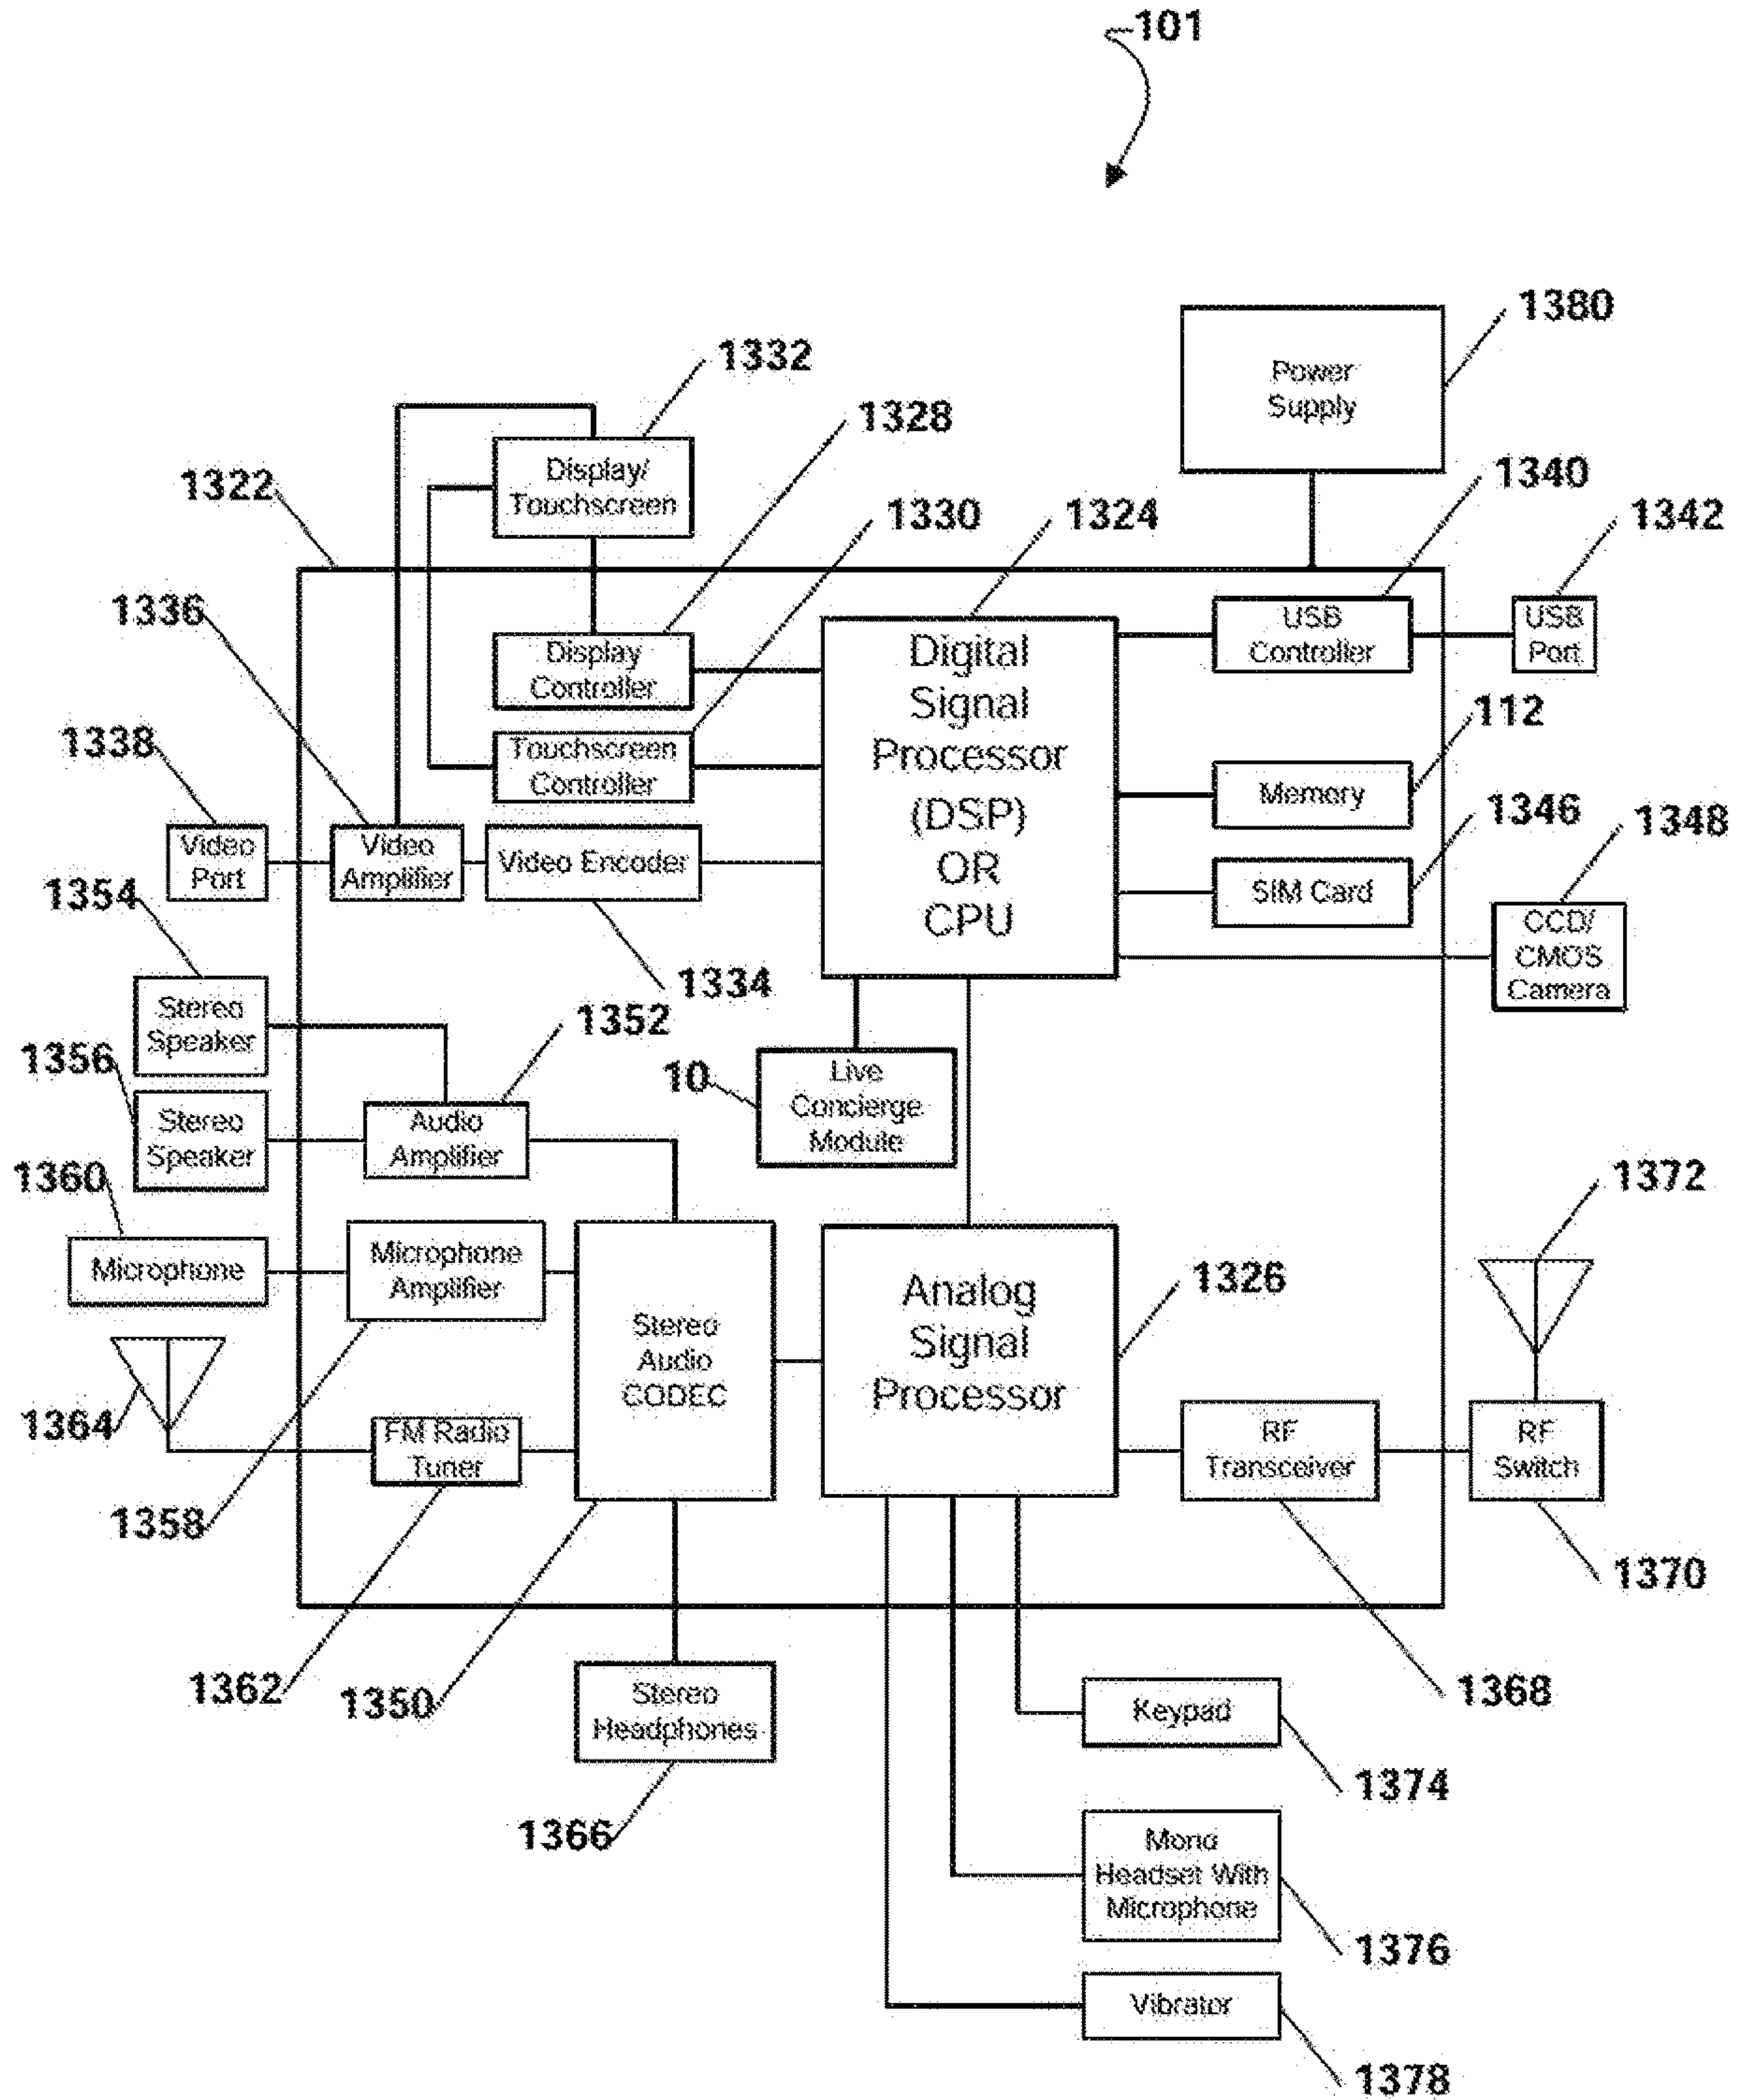 101
1380
Power
Supply
1332
1328
Display/
Touchscreen
1322
1330
1324
1340
1342
1336
USB
Controller
USB
Port
Display
Controller
Digital
Signal
Processor
(DSP)
OR
CPU
112
1338
Touchscreen
Controller
Memory
1346
1348
Video
Port
Video
Amplifier
Video Encoder
SIM Card
1354
CCD/
CMOS
Camera
1334
1352
Stereo
Speaker
1356
10
Live
Concierge
Module
Stereo
Speaker
Audio
Amplifier
1360
1372
Microphone
Microphone
Amplifier
1326
Stereo
Audio
CODEC
Analog
Signal
Processor
1364
FM Radio
Tuner
RF
Transceiver
RF
Switch
1358
1370
1362
1350
1368
Stereo
Headphones
Keypad
1374
1366
Mono
Headset With
Microphone
1376
Vibrator
1378